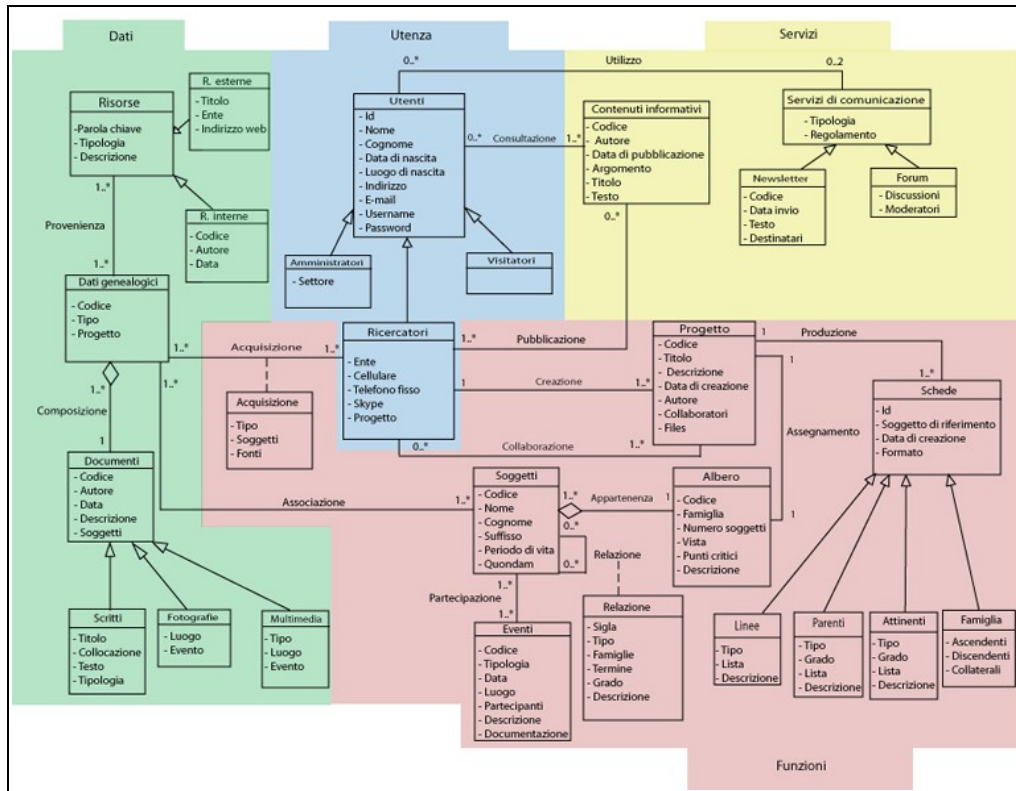 Dati
Utenza
Servizi
Risorse
-Parola chiave
- Tipologia
- Descrizione
R. esterne
- Titolo
- Ente
- Indirizzo web
R. interne
- Codice
- Autore
- Data
1..*
Provenienza
1..*
Dati genealogici
- Codice
- Tipo
- Progetto
1..*
1..*
1..*
Composizione
1
Documenti
- Codice
- Autore
- Data
- Descrizione
- Soggetti
Scritti
- Titolo
- Collocazione
- Testo
- Tipologia
Fotografie
- Luogo
- Evento
Multimedia
- Tipo
- Luogo
- Evento
0..*
Utilizzo
0..2
Utenti
- Id
- Nome
- Cognome
- Data di nascita
- Luogo di nascita
- Indirizzo
- E-mail
- Username
- Password
0..*
Consultazione
1..*
Amministratori
- Settore
Visitatori
Contenuti informativi
- Codice
- Autore
- Data di pubblicazione
- Argomento
- Titolo
- Testo
0..*
Servizi di comunicazione
- Tipologia
- Regolamento
Newsletter
- Codice
- Data invio
- Testo
- Destinatari
Forum
- Discussioni
- Moderatori
Acquisizione
1..*
Acquisizione
- Tipo
- Soggetti
- Fonti
Ricercatori
- Ente
- Cellulare
- Telefono fisso
- Skype
- Progetto
1..*
Pubblicazione
1
Creazione
1..*
0..*
Collaborazione
1..*
Progetto
- Codice
- Titolo
- Descrizione
- Data di creazione
- Autore
- Collaboratori
- Files
1
Produzione
1..*
1
Assegnamento
1
Schede
- Id
- Soggetto di riferimento
- Data di creazione
- Formato
Associazione
1..*
Soggetti
- Codice
- Nome
- Cognome
- Suffisso
- Periodo di vita
- Quondam
1..*
Appartenenza
1
0..*
0..*
Relazione
Albero
- Codice
- Famiglia
- Numero soggetti
- Vista
- Punti critici
- Descrizione
1..*
Partecipazione
1..*
Eventi
- Codice
- Tipologia
- Data
- Luogo
- Partecipanti
- Descrizione
- Documentazione
Relazione
- Sigla
- Tipo
- Famiglie
- Termine
- Grado
- Descrizione
Linee
- Tipo
- Lista
- Descrizione
Parenti
- Tipo
- Grado
- Lista
- Descrizione
Attinenti
- Tipo
- Grado
- Lista
- Descrizione
Famiglia
- Ascendenti
- Discendenti
- Collaterali
Funzioni